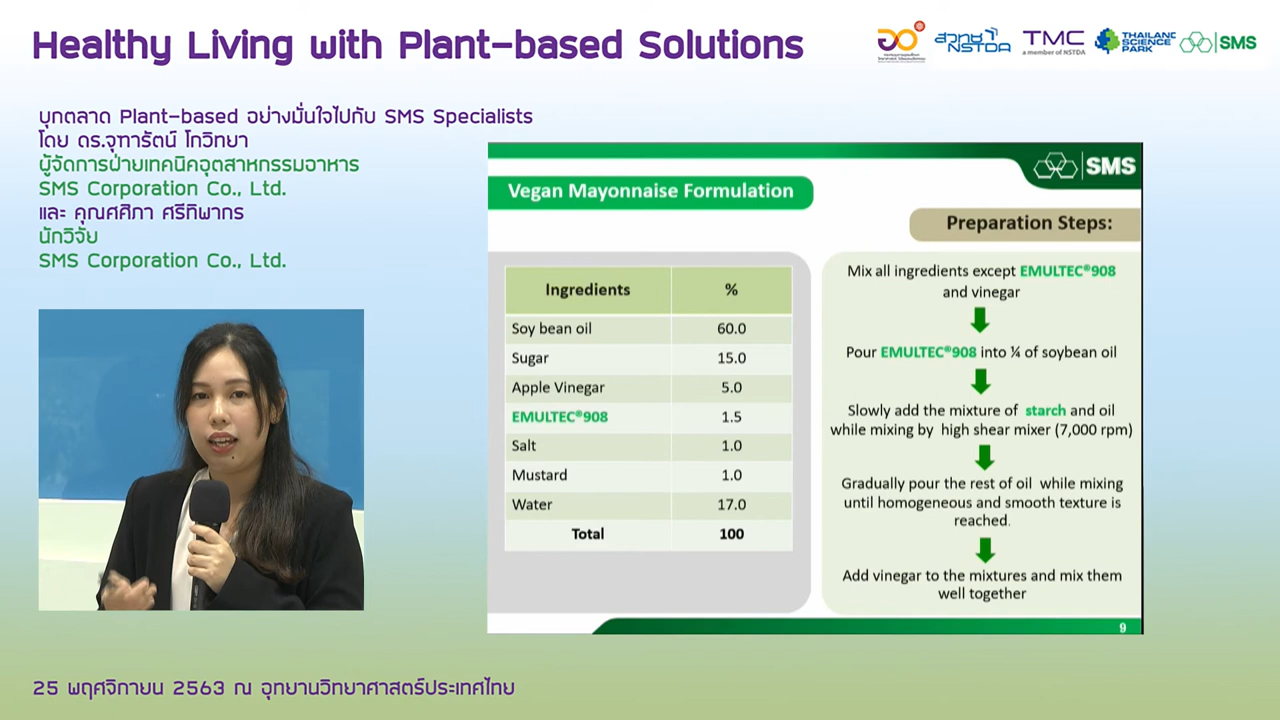 Healthy Living with Plant-based Solutions
สวทช
NSTDA
TMC
a member of NSTDA
THAILAND
SCIENCE
PARK
SMS
บุกตลาด Plant-based อย่างมั่นใจไปกับ SMS Specialists
โดย ดร.จุฑารัตน์ โกวิทยา
ผู้จัดการฝ่ายเทคนิคอุตสาหกรรมอาหาร
SMS Corporation Co., Ltd.
และ คุณศศิภา ศรีทิพากร
นักวิจัย
SMS Corporation Co., Ltd.
SMS
Vegan Mayonnaise Formulation
Ingredients %
Soy bean oil 60.0
Sugar 15.0
Apple Vinegar 5.0
EMULTEC®908 1.5
Salt 1.0
Mustard 1.0
Water 17.0
Total 100
Preparation Steps:
Mix all ingredients except EMULTEC®908
and vinegar
Pour EMULTEC®908 into ¼ of soybean oil
Slowly add the mixture of starch and oil
while mixing by high shear mixer (7,000 rpm)
Gradually pour the rest of oil while mixing
until homogeneous and smooth texture is
reached.
Add vinegar to the mixtures and mix them
well together
9
25 พฤศจิกายน 2563 ณ อุทยานวิทยาศาสตร์ประเทศไทย